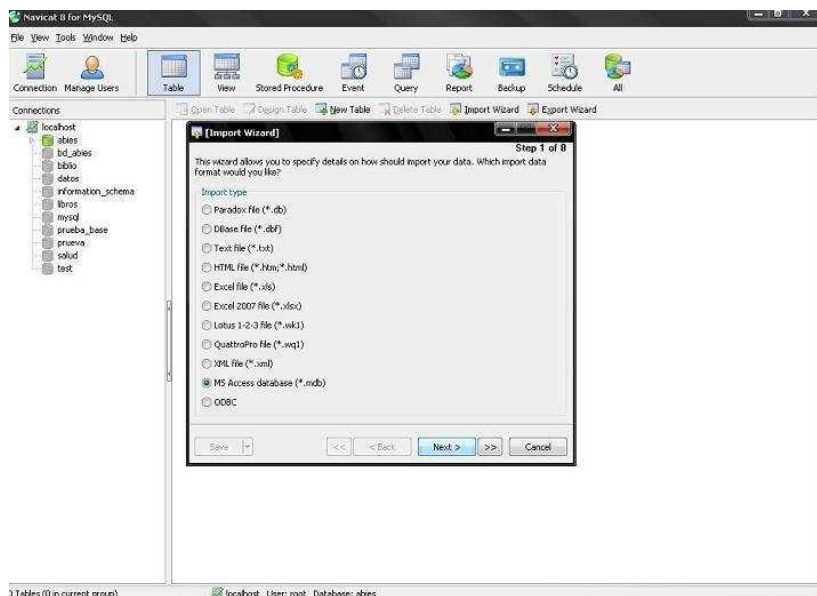 Navicat 8 for MySQL
File View Tools Window Help
Connection Manage Users Table View Stored Procedure Event Query Report Backup Schedule All
Connections
Open Table Design Table New Table Delete Table Import Wizard Export Wizard
localhost
abies
bd_abies
biblio
datos
information_schema
libros
mysql
prueba_base
prueva
salud
test
[Import Wizard]
Step 1 of 8
This wizard allows you to specify details on how should import your data. Which import data
format would you like?
Import type
Paradox file (*.db)
DBase file (*.dbf)
Text file (*.txt)
HTML file (*.htm;*.html)
Excel file (*.xls)
Excel 2007 file (*.xlsx)
Lotus 1-2-3 file (*.wk1)
QuattroPro file (*.wq1)
XML file (*.xml)
MS Access database (*.mdb)
ODBC
Save << < Back Next > >> Cancel
0 Tables (0 in current group) localhost User: root Database: abies